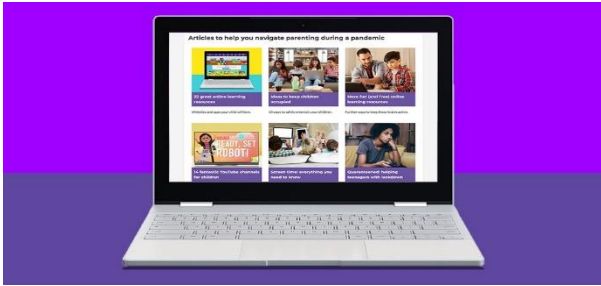 Articles to help you navigate parenting during a pandemic
10 great online learning
resources
Ideas to keep children
occupied
More fun (and free) online
learning resources
READY, SET
ROBOT!
14 fantastic YouTube channels
for children
Screen time: everything you
need to know
Quaranteened: helping
teenagers with lockdown